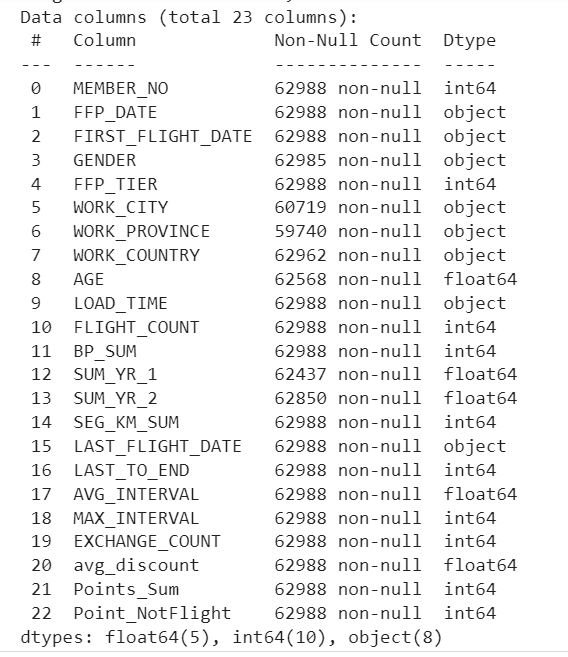 Data columns (total 23 columns):
 #   Column             Non-Null Count  Dtype
---  ------             --------------  -----
 0   MEMBER_NO          62988 non-null  int64
 1   FFP_DATE           62988 non-null  object
 2   FIRST_FLIGHT_DATE  62988 non-null  object
 3   GENDER             62985 non-null  object
 4   FFP_TIER           62988 non-null  int64
 5   WORK_CITY          60719 non-null  object
 6   WORK_PROVINCE      59740 non-null  object
 7   WORK_COUNTRY       62962 non-null  object
 8   AGE                62568 non-null  float64
 9   LOAD_TIME          62988 non-null  object
 10  FLIGHT_COUNT       62988 non-null  int64
 11  BP_SUM             62988 non-null  int64
 12  SUM_YR_1           62437 non-null  float64
 13  SUM_YR_2           62850 non-null  float64
 14  SEG_KM_SUM         62988 non-null  int64
 15  LAST_FLIGHT_DATE   62988 non-null  object
 16  LAST_TO_END        62988 non-null  int64
 17  AVG_INTERVAL       62988 non-null  float64
 18  MAX_INTERVAL       62988 non-null  int64
 19  EXCHANGE_COUNT     62988 non-null  int64
 20  avg_discount       62988 non-null  float64
 21  Points_Sum         62988 non-null  int64
 22  Point_NotFlight    62988 non-null  int64
dtypes: float64(5), int64(10), object(8)